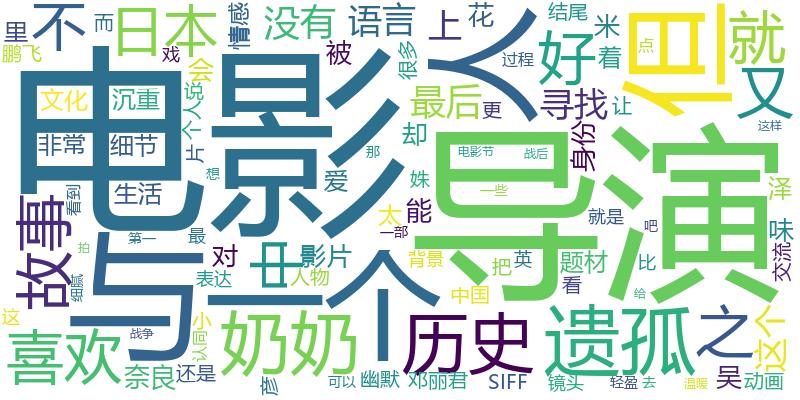 里 不 而 日本 情感 没有 语言 上 花 结尾 米 就
鹏飞 戏 会 被 很多 人 过程 好 着 点 但 又
电影 文化 沉重 个人 说 最后 更 寻找 让
非常 细节 片 那 却 电影节 战后 身份 这样
看到 生活 想 爱 姝 一些 导演 泽
故事 第一 最 对 太 能 一部 就是 吧 味
拍 与 一个 中 影片 背景 把 英 题材 比 交流
细腻 表达 人物 中国 看 给
这 战争 小 认同 奶奶 历史 遗孤 之 这个
喜欢 奈良 还是 彦 可以 幽默 邓丽君 SIFF 镜头 轻盈 去 温暖 吴 动画